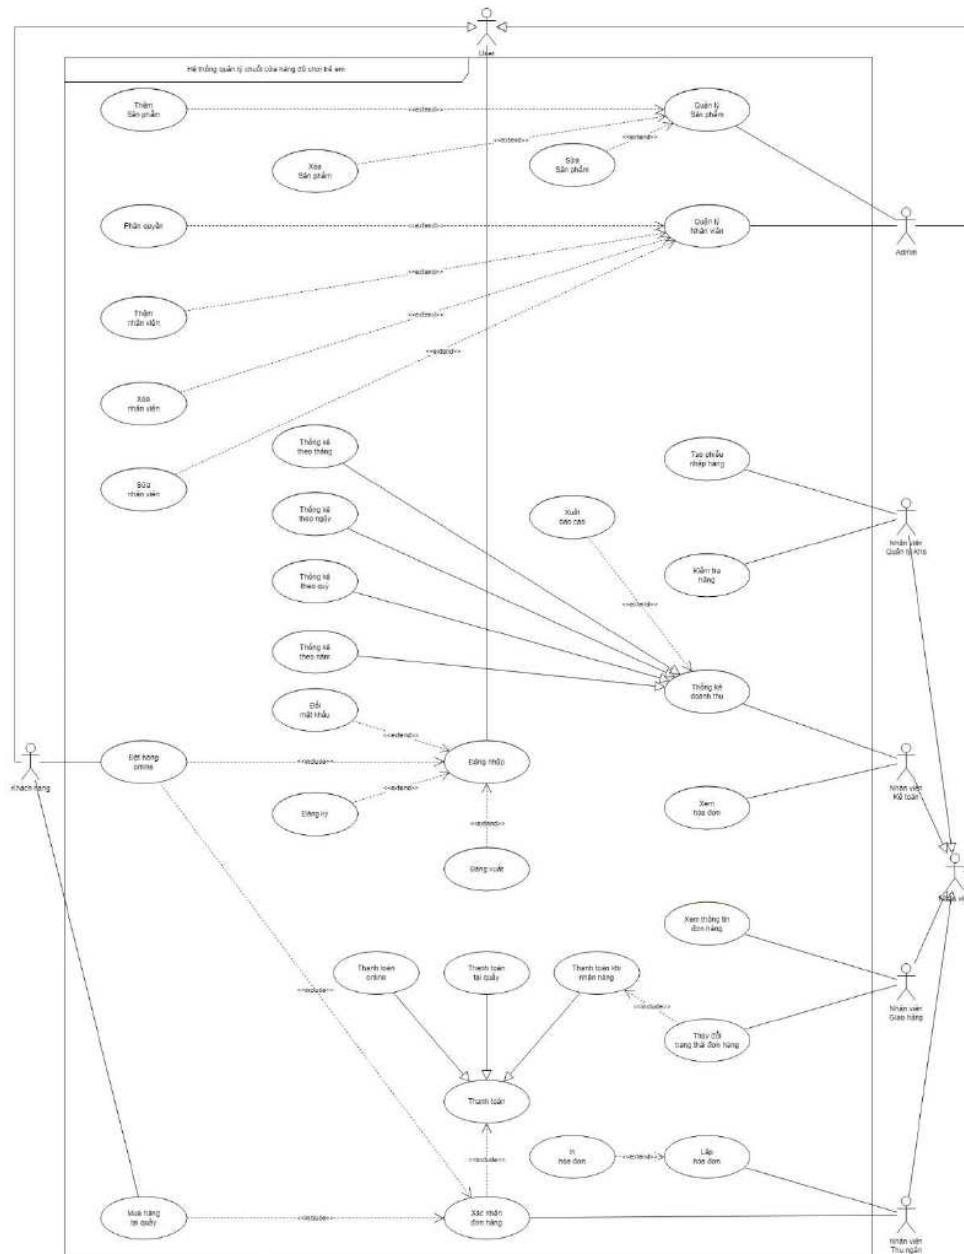 User
Hệ thống quản lý chuỗi cửa hàng đồ chơi trẻ em
Thêm
Sản phẩm
<<extend>>
Quản lý
Sản phẩm
<<extend>>
<<extend>>
Xóa
Sản phẩm
Sửa
Sản phẩm
Phân quyền
<<extend>>
Quản lý
Nhân viên
Admin
<<extend>>
Thêm
nhân viên
<<extend>>
<<extend>>
Xóa
nhân viên
Thống kê
theo tháng
Tạo phiếu
nhập hàng
Sửa
nhân viên
Thống kê
theo ngày
Xuất
báo cáo
Nhân viên
Quản lý kho
Thống kê
theo quý
Kiểm tra
hàng
<<extend>>
Thống kê
theo năm
Thống kê
doanh thu
Đổi
mật khẩu
<<extend>>
Khách hàng
Đặt hàng
online
<<include>>
Đăng nhập
Nhân viên
Kế toán
<<extend>>
Đăng ký
Xem
hóa đơn
<<extend>>
Đăng xuất
Xem thông tin
đơn hàng
Thanh toán
online
Thanh toán
tại quầy
Thanh toán khi
nhận hàng
<<include>>
<<include>>
Nhân viên
Giao hàng
Thay đổi
trạng thái đơn hàng
Thanh toán
<<include>>
In
hóa đơn
<<extend>>
Lập
hóa đơn
Mua hàng
tại quầy
<<include>>
Xác nhận
đơn hàng
Nhân viên
Thu ngân